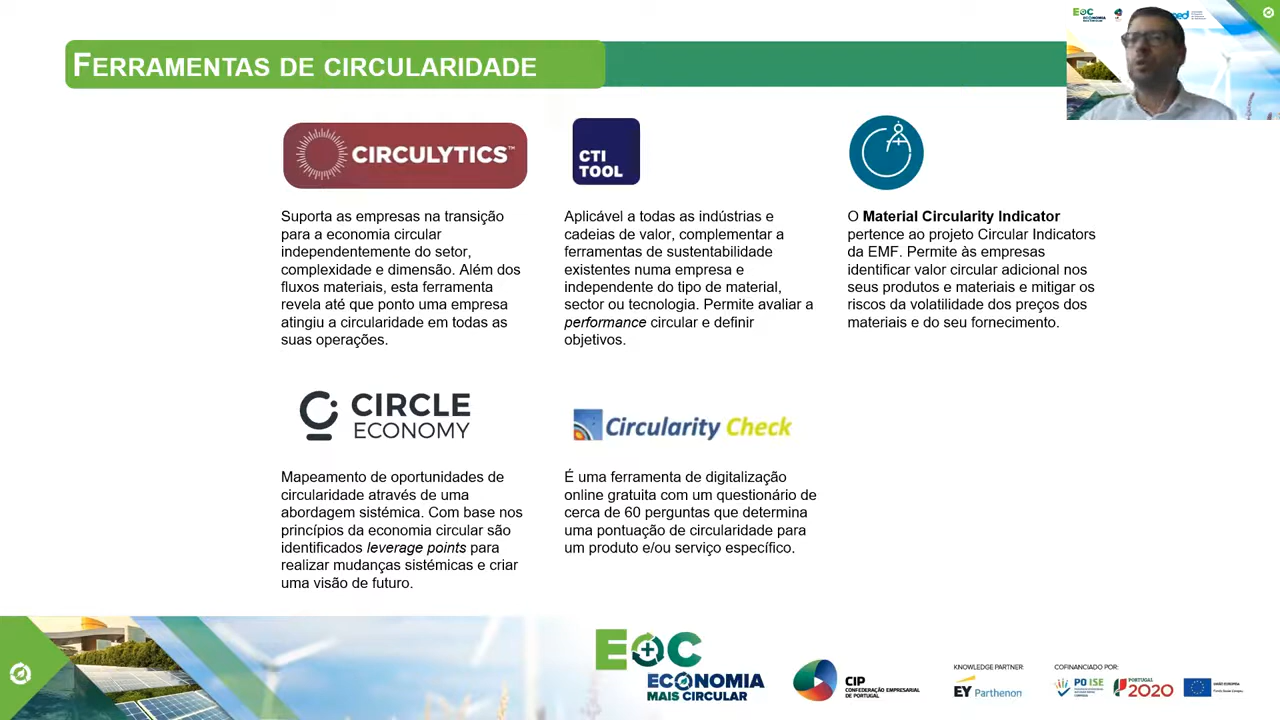 FERRAMENTAS DE CIRCULARIDADE
CIRCULYTICS™
Suporta as empresas na transição
para a economia circular
independentemente do setor,
complexidade e dimensão. Além dos
fluxos materiais, esta ferramenta
revela até que ponto uma empresa
atingiu a circularidade em todas as
suas operações.
CTI
TOOL
Aplicável a todas as indústrias e
cadeias de valor, complementar a
ferramentas de sustentabilidade
existentes numa empresa e
independente do tipo de material,
sector ou tecnologia. Permite avaliar a
performance circular e definir
objetivos.
O Material Circularity Indicator
pertence ao projeto Circular Indicators
da EMF. Permite às empresas
identificar valor circular adicional nos
seus produtos e materiais e mitigar os
riscos da volatilidade dos preços dos
materiais e do seu fornecimento.
CIRCLE
ECONOMY
Mapeamento de oportunidades de
circularidade através de uma
abordagem sistémica. Com base nos
princípios da economia circular são
identificados leverage points para
realizar mudanças sistémicas e criar
uma visão de futuro.
Circularity Check
É uma ferramenta de digitalização
online gratuita com um questionário de
cerca de 60 perguntas que determina
uma pontuação de circularidade para
um produto e/ou serviço específico.
E+C
ECONOMIA
MAIS CIRCULAR
CIP
CONFEDERAÇÃO EMPRESARIAL
DE PORTUGAL
KNOWLEDGE PARTNER:
EY Parthenon
COFINANCIADO POR:
PO ISE
PORTUGAL
2020
UNIÃO EUROPEIA
Fundo Social Europeu
ECONOMIA